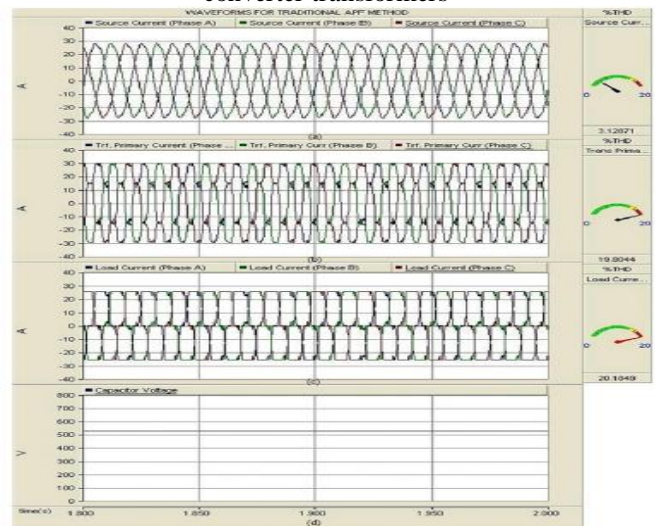 converter transformers
WAVEFORMS FOR TRADITIONAL APF METHOD
Source Current (Phase A) Source Current (Phase B) Source Current (Phase C)
%THD
Source Curr...
40
30
20
10
0
-10
-20
-30
-40
A
(a)
0 20
3.12871
Trf. Primary Current (Phase ... Trf. Primary Curr (Phase B) Trf. Primary Curr (Phase C)
%THD
Trans Prima...
40
30
20
10
0
-10
-20
-30
-40
A
(b)
0 20
19.8044
Load Current (Phase A) Load Current (Phase B) Load Current (Phase C)
%THD
Load Curre...
40
30
20
10
0
-10
-20
-30
-40
A
(c)
0 20
20.1849
Capacitor Voltage
800
700
600
500
400
300
200
100
0
V
time(s) 1.800 1.850 1.900 1.950 2.000
(d)